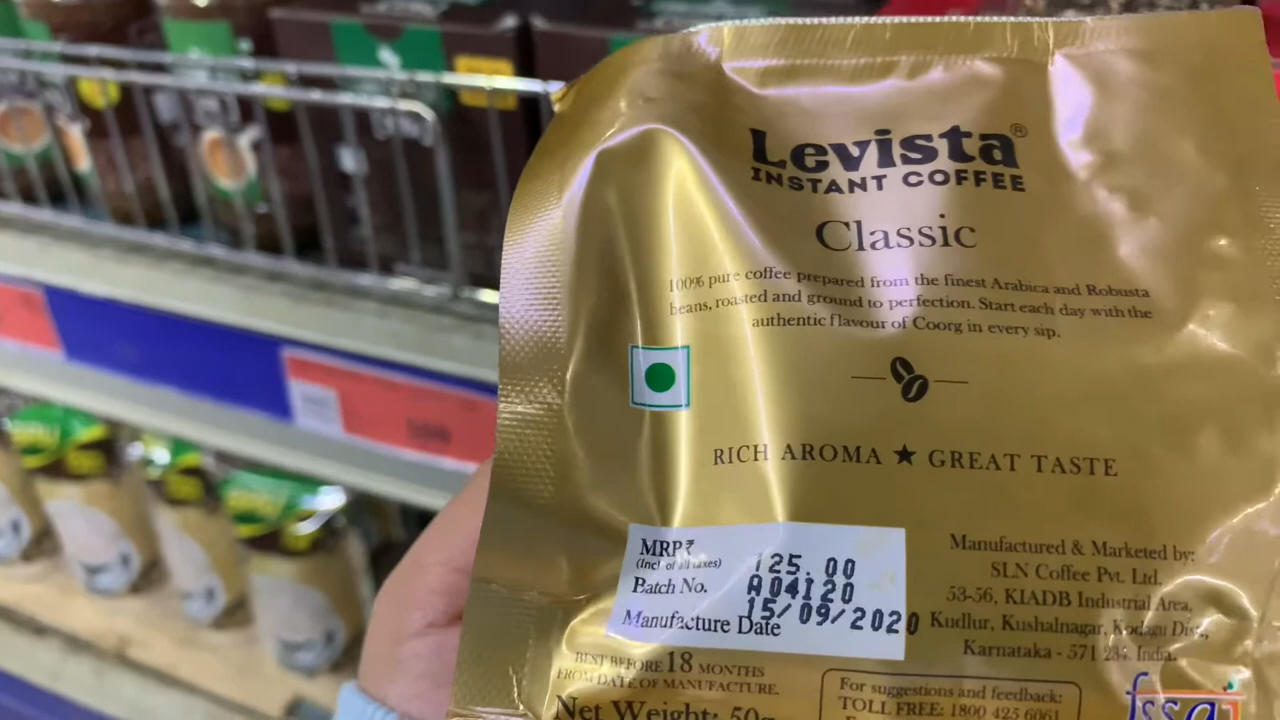 Levista®
INSTANT COFFEE
Classic
100% pure coffee prepared from the finest Arabica and Robusta
beans, roasted and ground to perfection. Start each day with the
authentic flavour of Coorg in every sip.
RICH AROMA ★ GREAT TASTE
MRP₹ 125.00
(Incl of all taxes)
Batch No. A04120
Manufacture Date 15/09/2020
BEST BEFORE 18 MONTHS
FROM DATE OF MANUFACTURE.
Net Weight: 50g
Manufactured & Marketed by:
SLN Coffee Pvt. Ltd.
53-56, KIADB Industrial Area,
Kudlur, Kushalnagar, Kodagu Dist.,
Karnataka - 571 234. India.
For suggestions and feedback:
TOLL FREE: 1800 425 6061
fssai